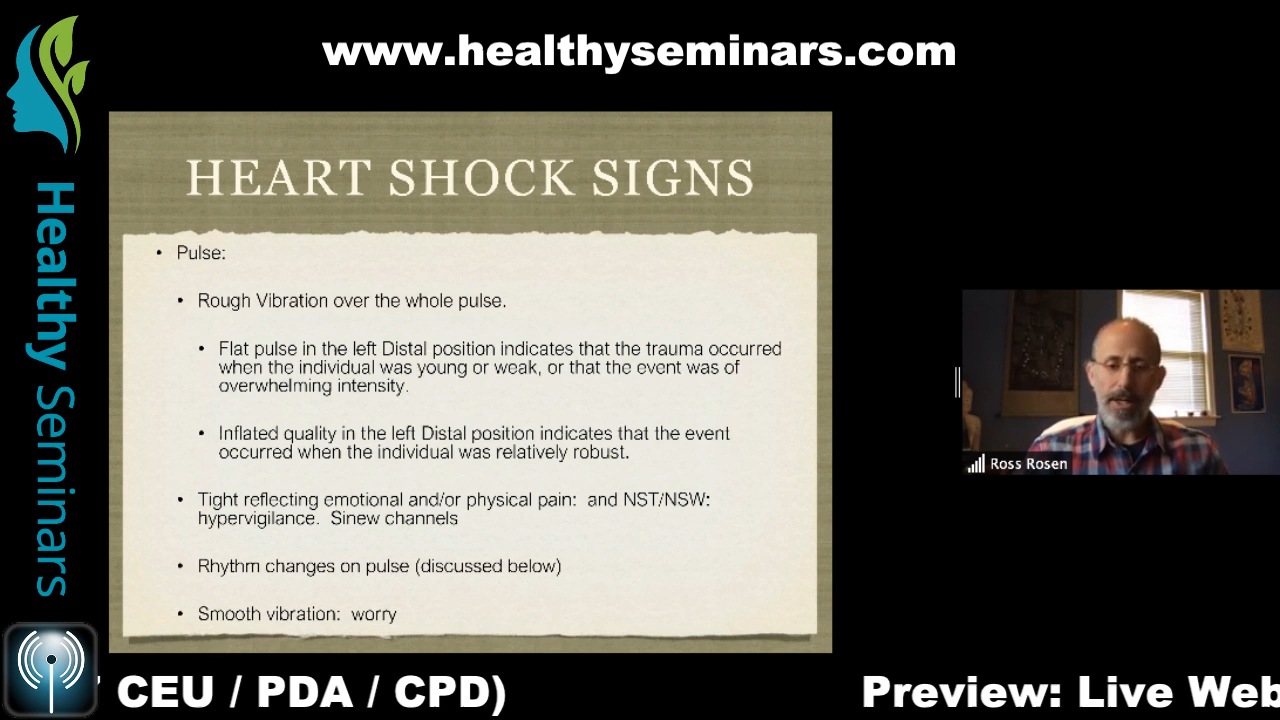 www.healthyseminars.com
Healthy Seminars
HEART SHOCK SIGNS
• Pulse:
• Rough Vibration over the whole pulse.
• Flat pulse in the left Distal position indicates that the trauma occurred
when the individual was young or weak, or that the event was of
overwhelming intensity.
• Inflated quality in the left Distal position indicates that the event
occurred when the individual was relatively robust.
• Tight reflecting emotional and/or physical pain: and NST/NSW:
hypervigilance. Sinew channels
• Rhythm changes on pulse (discussed below)
• Smooth vibration: worry
Ross Rosen
CEU / PDA / CPD)
Preview: Live Web